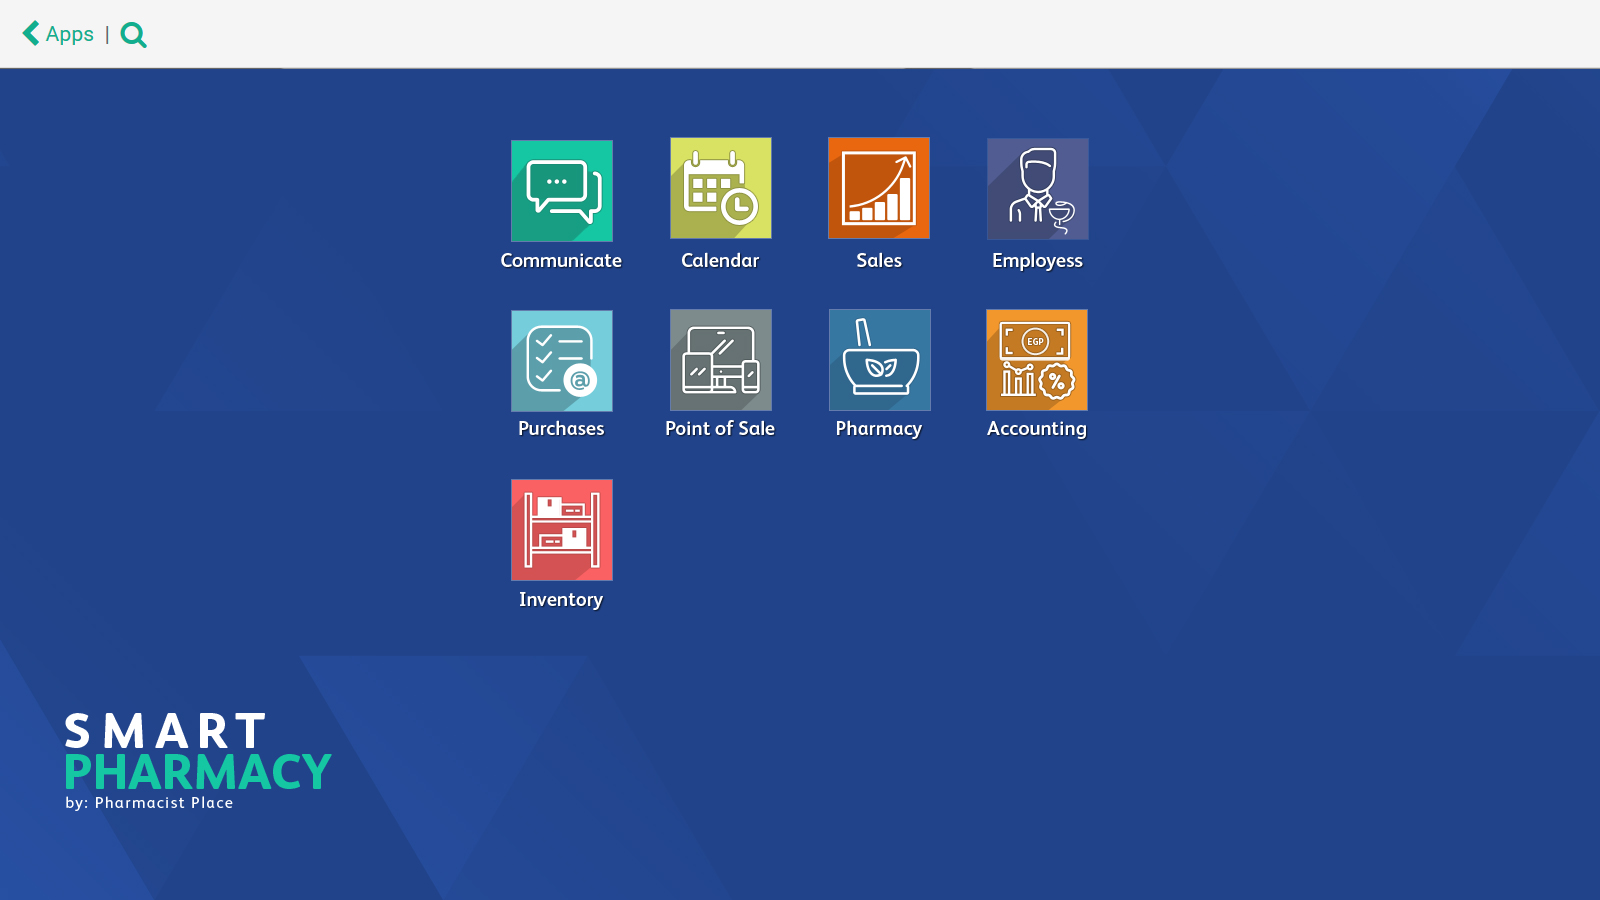 Apps |
Communicate
Calendar
Sales
Employess
@
EGP
%
Purchases
Point of Sale
Pharmacy
Accounting
Inventory
SMART
PHARMACY
by: Pharmacist Place